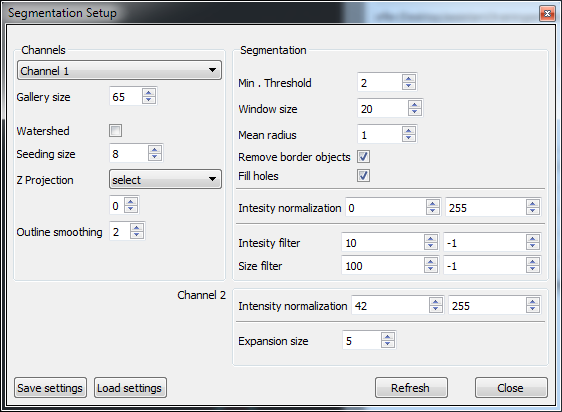 Segmentation Setup
Channels
Channel 1
Gallery size 65
Watershed
Seeding size 8
Z Projection select
0
Outline smoothing 2
Segmentation
Min . Threshold 2
Window size 20
Mean radius 1
Remove border objects
Fill holes
Intesity normalization 0 255
Intesity filter 10 -1
Size filter 100 -1
Channel 2
Intensity normalization 42 255
Expansion size 5
Save settings Load settings Refresh Close